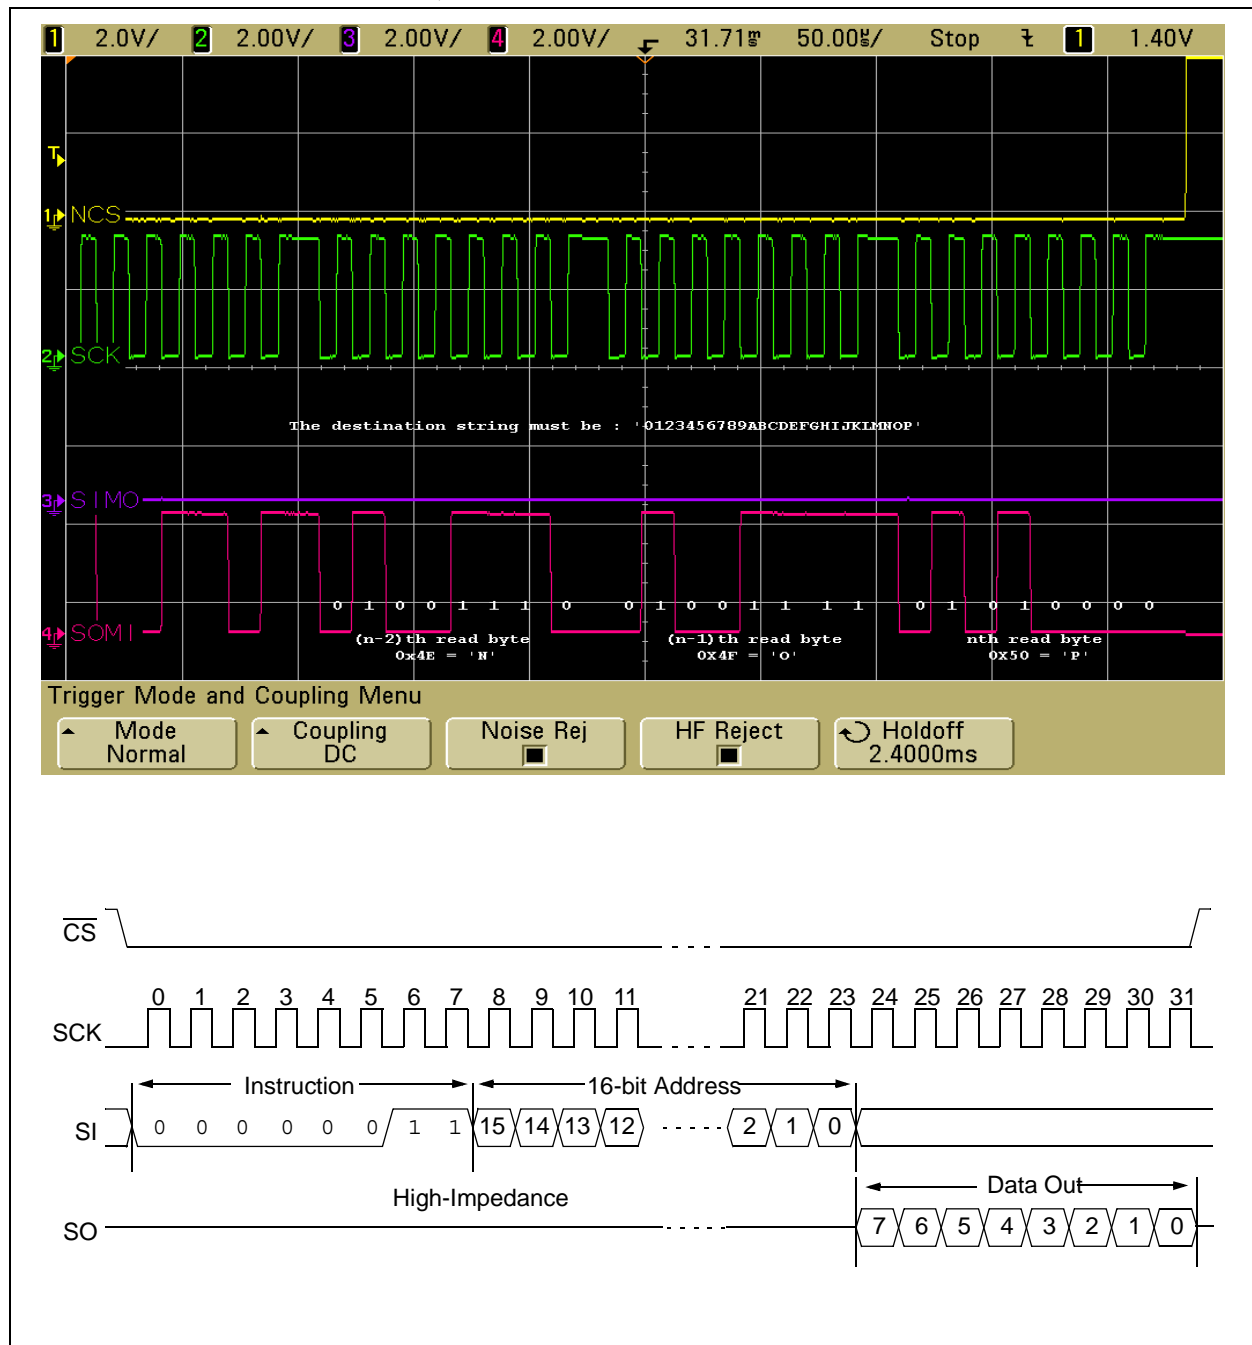 1 2.0V/ 2 2.00V/ 3 2.00V/ 4 2.00V/ 31.71ms 50.00µs/ Stop 1 1.40V
T
1 NCS
2 SCK
The destination string must be : '0123456789ABCDEFGHIJKLMNOP'
3 SIMO
0 1 0 0 1 1 1 0 0 1 0 0 1 1 1 1 0 1 0 1 0 0 0 0
4 SOMI
(n-2)th read byte (n-1)th read byte nth read byte
0x4E = 'N' 0X4F = 'O' 0X50 = 'P'
Trigger Mode and Coupling Menu
Mode Coupling Noise Rej HF Reject Holdoff
Normal DC 2.4000ms
CS
0 1 2 3 4 5 6 7 8 9 10 11 21 22 23 24 25 26 27 28 29 30 31
SCK
Instruction 16-bit Address
SI 0 0 0 0 0 0 1 1 15 14 13 12 2 1 0
High-Impedance Data Out
SO 7 6 5 4 3 2 1 0